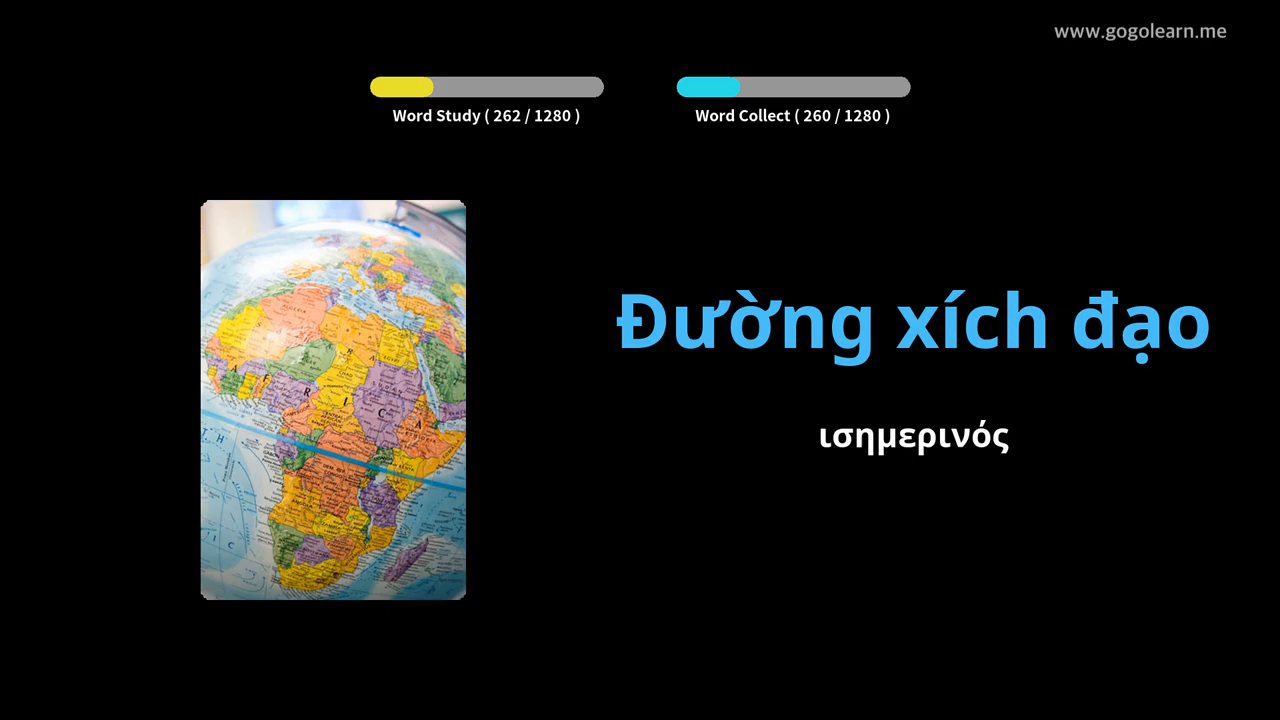 www.gogolearn.me
Word Study ( 262 / 1280 )
Word Collect ( 260 / 1280 )
Đường xích đạo
ισημερινός